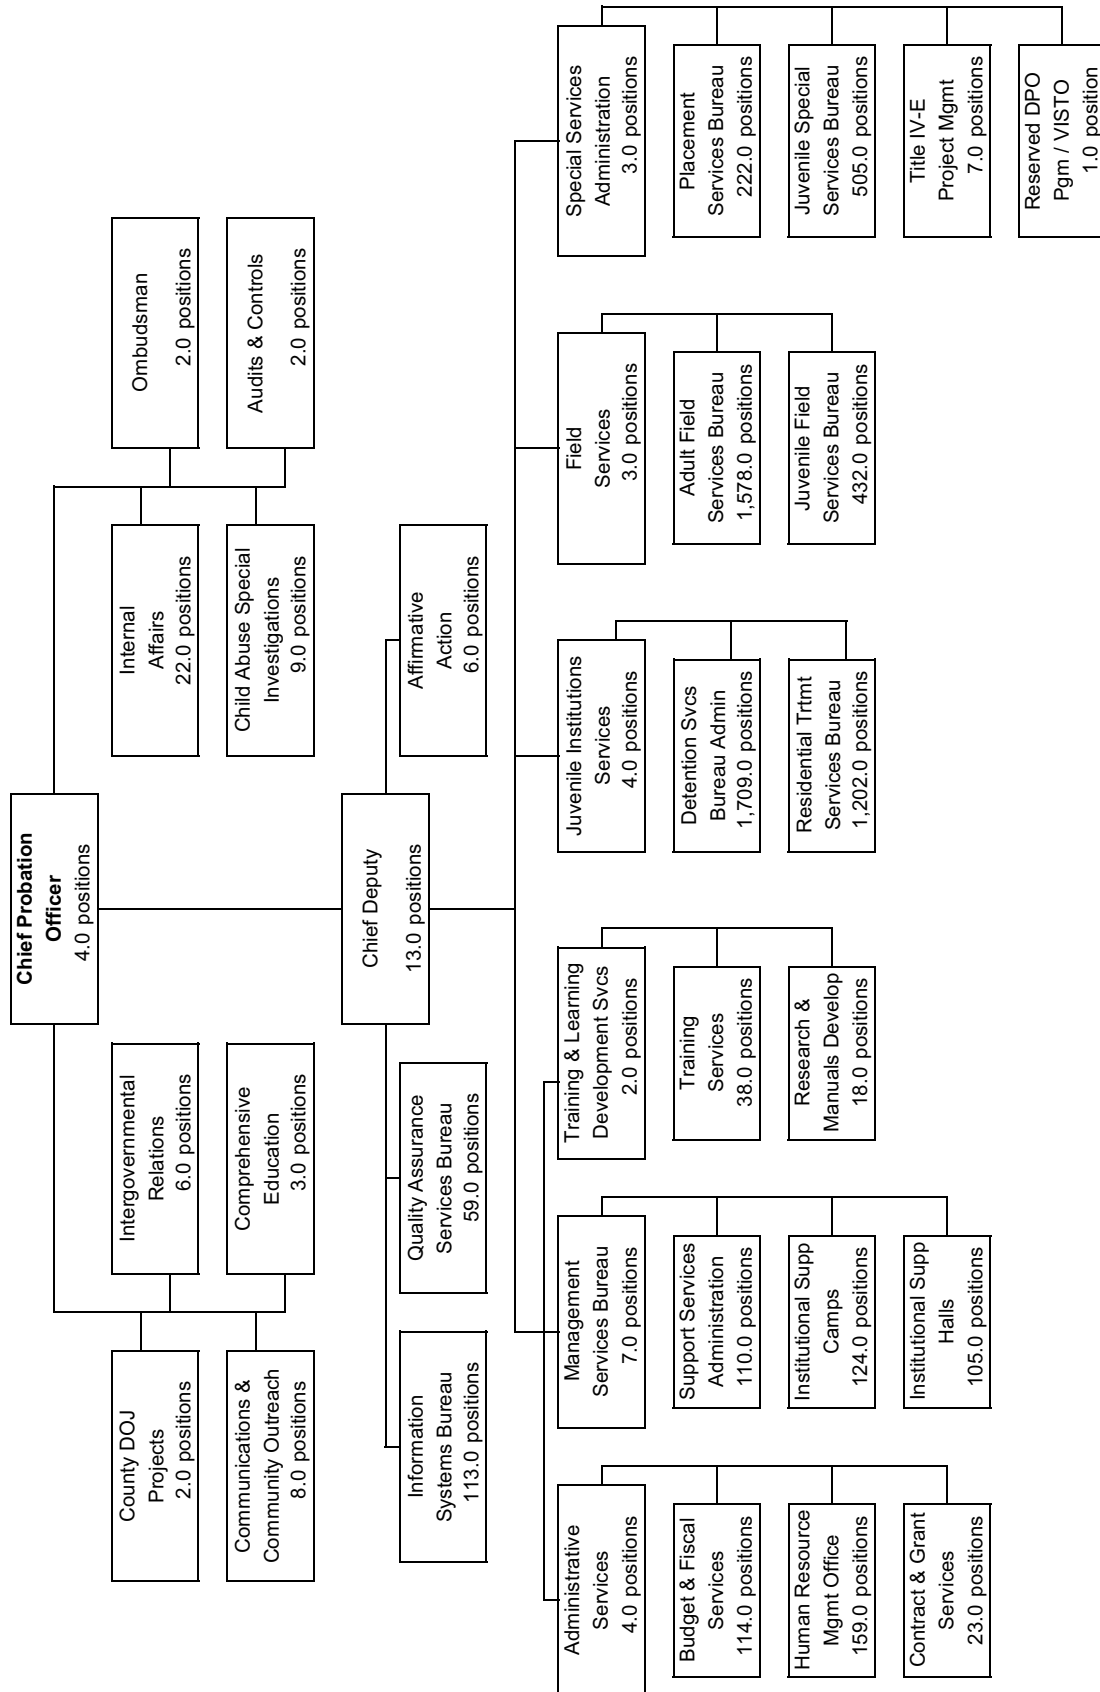 Chief Probation
Officer
4.0 positions
County DOJ
Projects
2.0 positions
Intergovernmental
Relations
6.0 positions
Internal
Affairs
22.0 positions
Ombudsman
2.0 positions
Communications &
Community Outreach
8.0 positions
Comprehensive
Education
3.0 positions
Child Abuse Special
Investigations
9.0 positions
Audits & Controls
2.0 positions
Chief Deputy
13.0 positions
Information
Systems Bureau
113.0 positions
Quality Assurance
Services Bureau
59.0 positions
Affirmative
Action
6.0 positions
Administrative
Services
4.0 positions
Budget & Fiscal
Services
114.0 positions
Human Resource
Mgmt Office
159.0 positions
Contract & Grant
Services
23.0 positions
Management
Services Bureau
7.0 positions
Support Services
Administration
110.0 positions
Institutional Supp
Camps
124.0 positions
Institutional Supp
Halls
105.0 positions
Training & Learning
Development Svcs
2.0 positions
Training
Services
38.0 positions
Research &
Manuals Develop
18.0 positions
Juvenile Institutions
Services
4.0 positions
Detention Svcs
Bureau Admin
1,709.0 positions
Residential Trtmt
Services Bureau
1,202.0 positions
Field
Services
3.0 positions
Adult Field
Services Bureau
1,578.0 positions
Juvenile Field
Services Bureau
432.0 positions
Special Services
Administration
3.0 positions
Placement
Services Bureau
222.0 positions
Juvenile Special
Services Bureau
505.0 positions
Title IV-E
Project Mgmt
7.0 positions
Reserved DPO
Pgm / VISTO
1.0 position